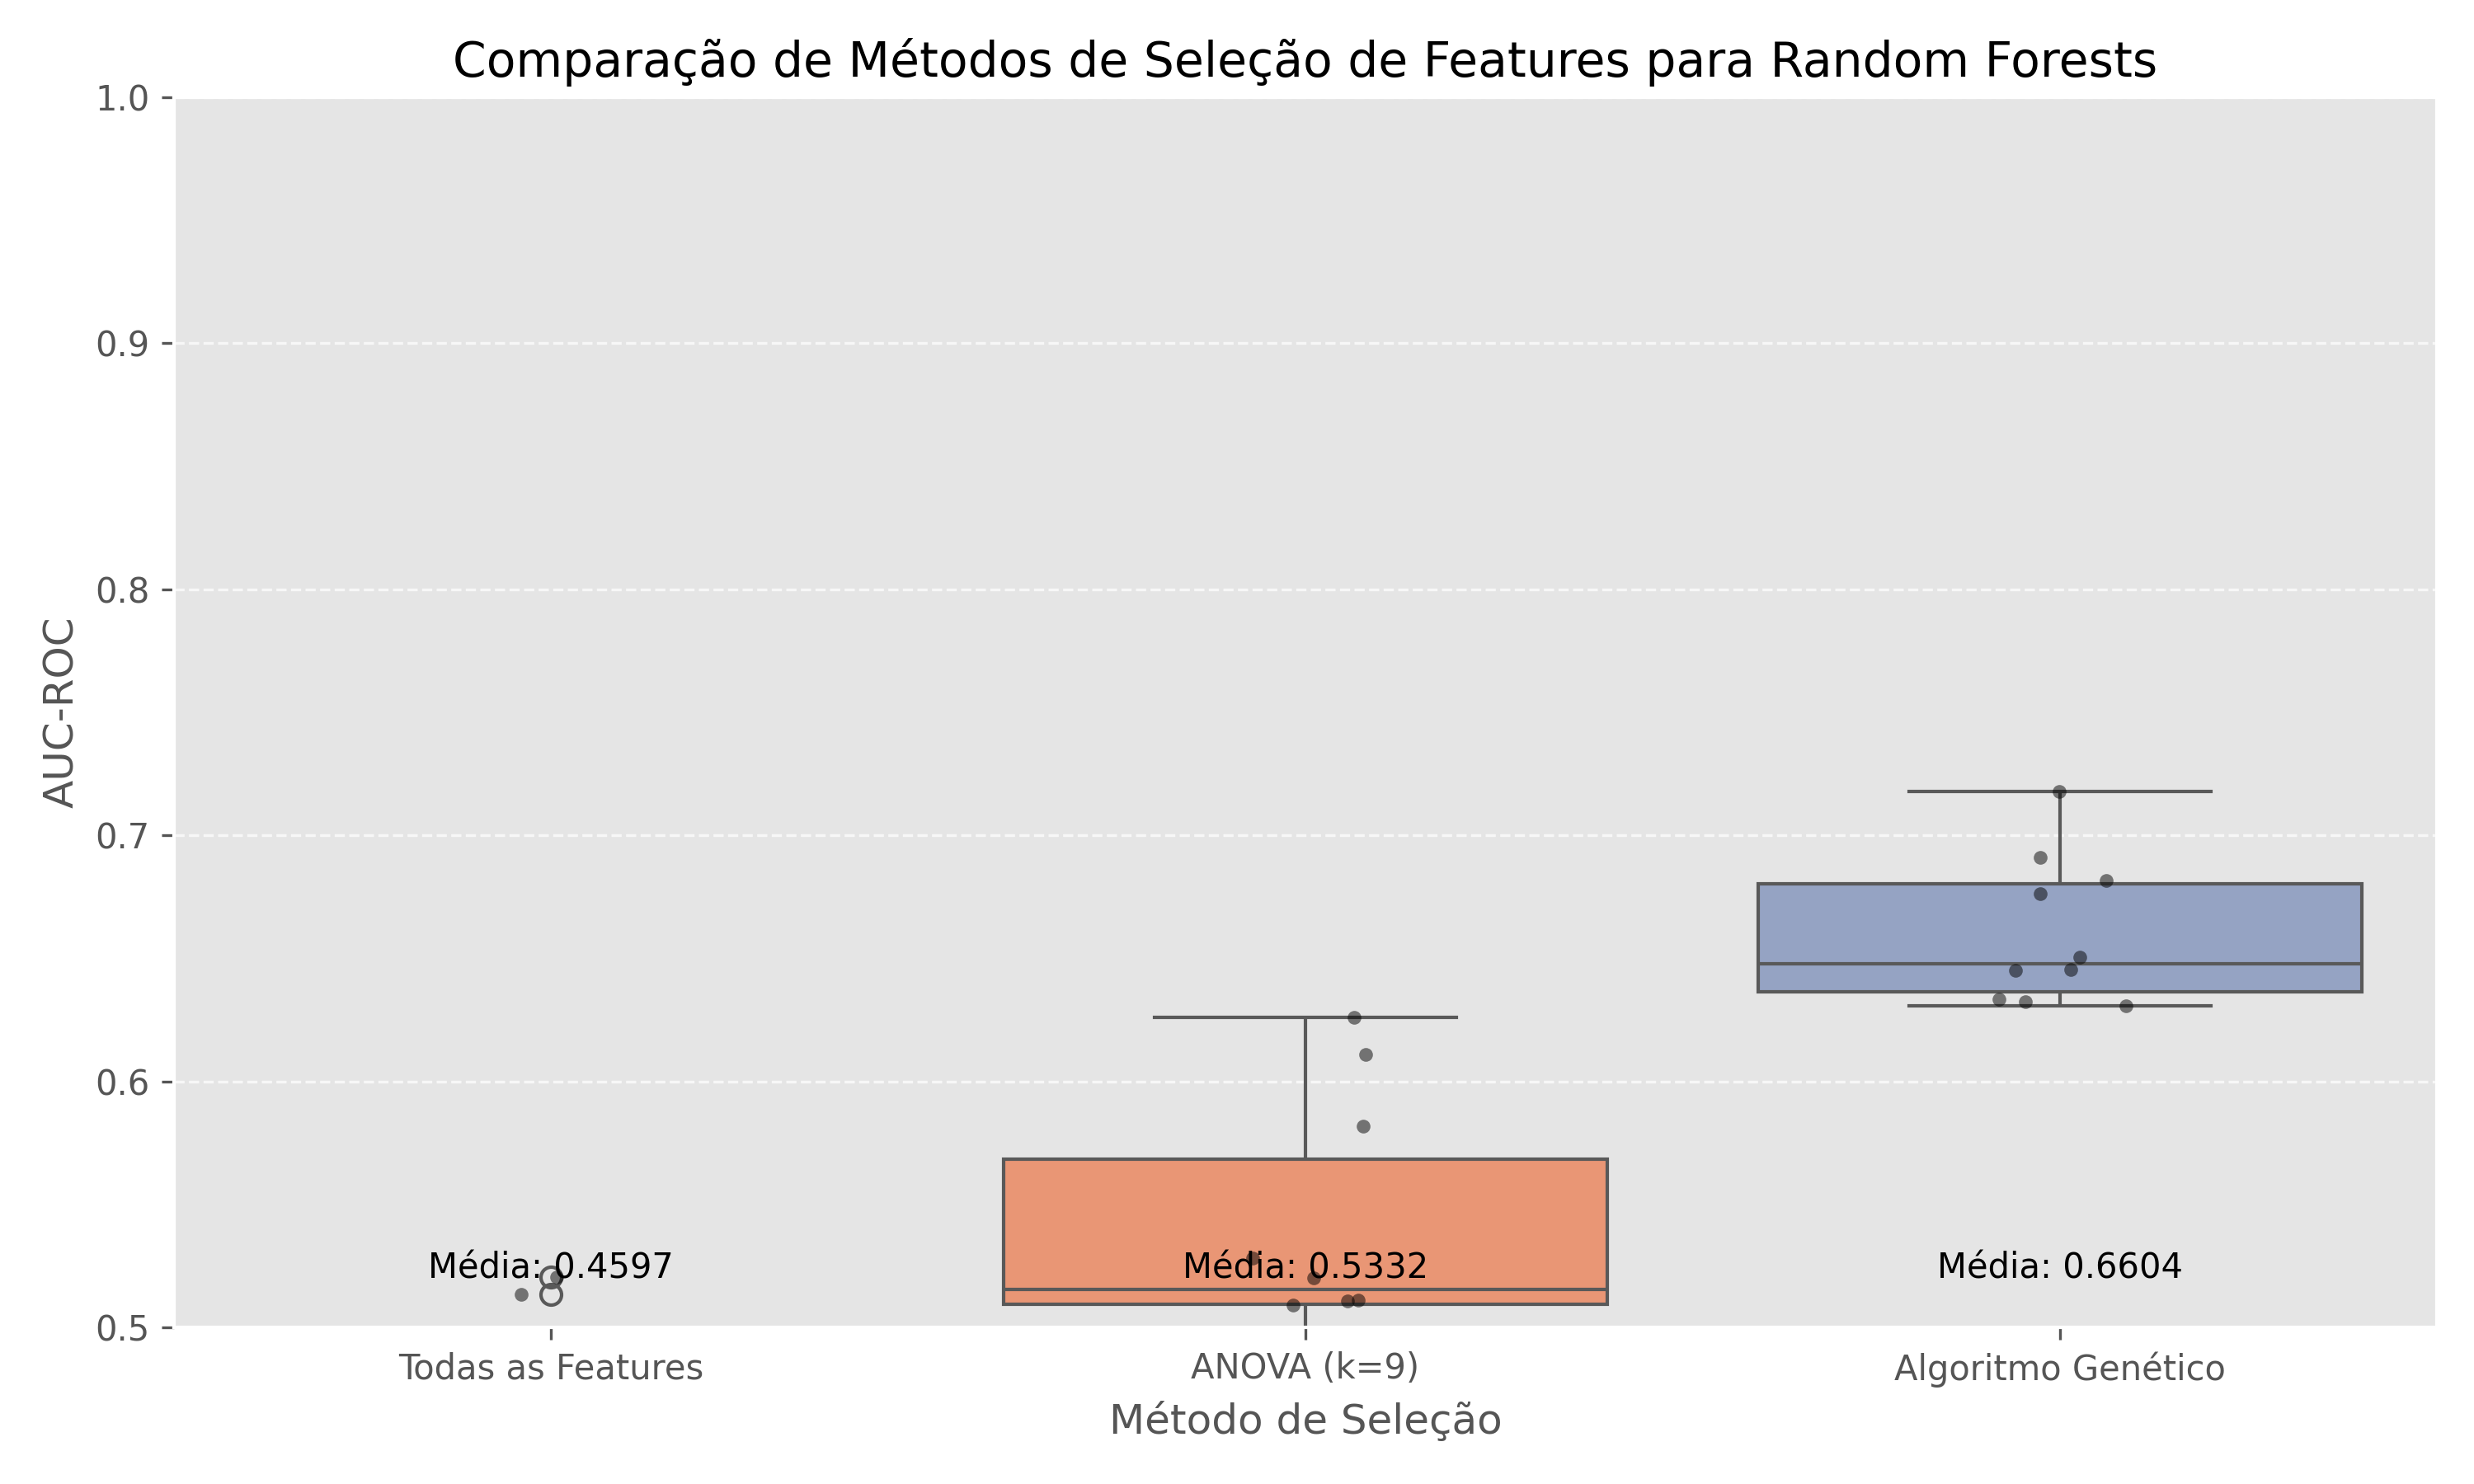 Comparação de Métodos de Seleção de Features para Random Forests
1.0
0.9
0.8
0.7
0.6
0.5
AUC-ROC
Média: 0.4597
Média: 0.5332
Média: 0.6604
Todas as Features
ANOVA (k=9)
Algoritmo Genético
Método de Seleção